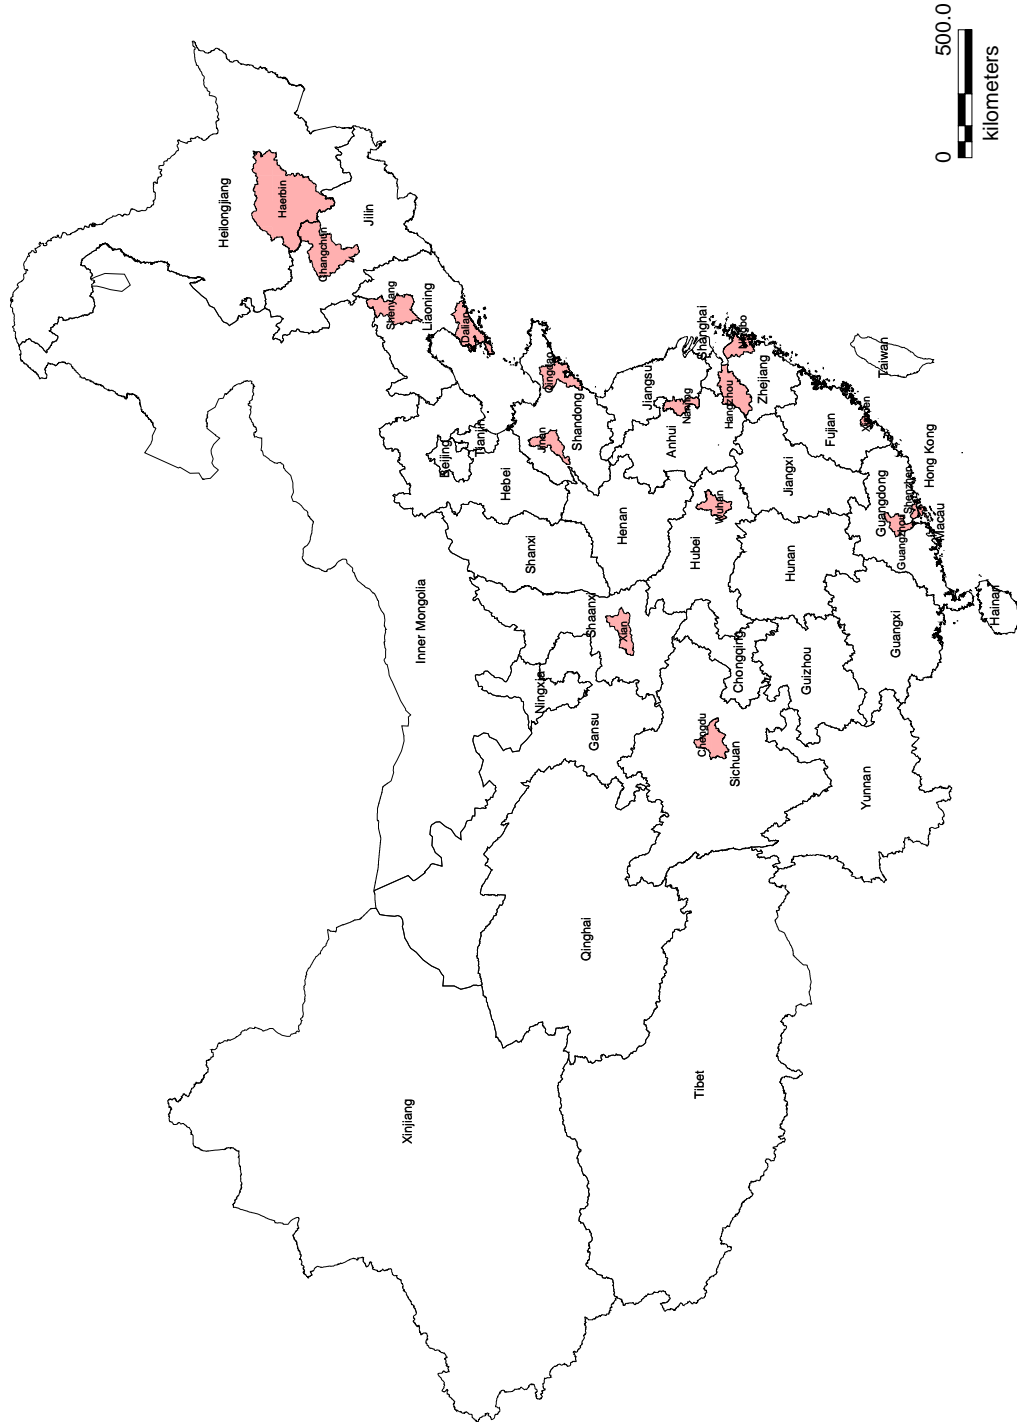 Heilongjiang
Haerbin
Changchun
Jilin
Shenyang
Liaoning
Dalian
Inner Mongolia
Xinjiang
Beijing
Tianjin
Hebei
Shanxi
Shandong
Jinan
Qingdao
Ningxia
Gansu
Qinghai
Shaanxi
Xian
Henan
Jiangsu
Nanjing
Anhui
Shanghai
Tibet
Sichuan
Chengdu
Chongqing
Hubei
Wuhan
Zhejiang
Hangzhou
Ningbo
Hunan
Jiangxi
Fujian
Xiamen
Taiwan
Guizhou
Yunnan
Guangxi
Guangdong
Guangzhou
Shenzhen
Hong Kong
Macau
Hainan
0
500.0
kilometers